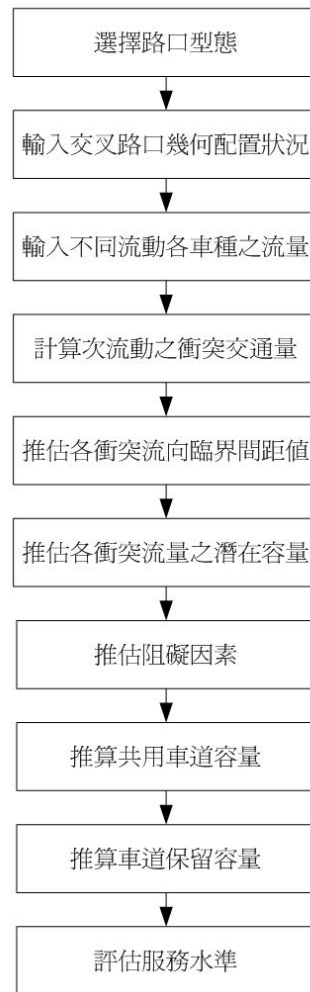 選擇路口型態
輸入交叉路口幾何配置狀況
輸入不同流動各車種之流量
計算次流動之衝突交通量
推估各衝突流向臨界間距值
推估各衝突流量之潛在容量
推估阻礙因素
推算共用車道容量
推算車道保留容量
評估服務水準